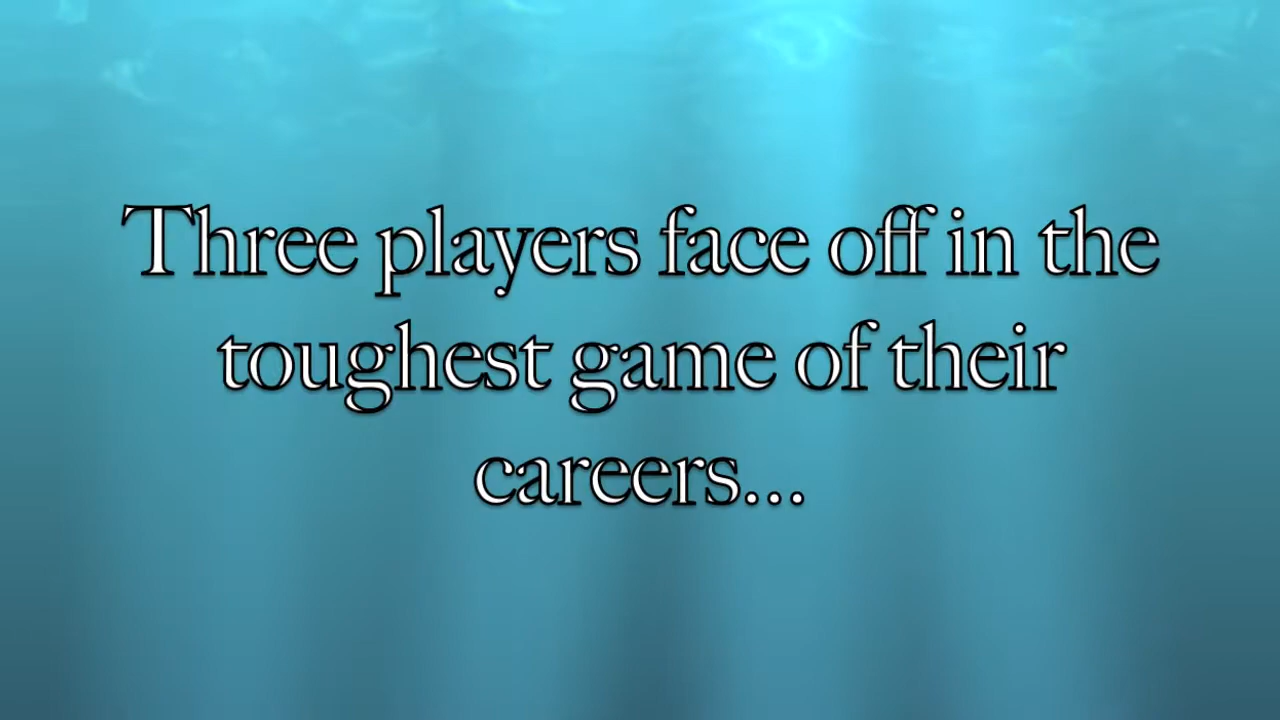 Three players face off in the
toughest game of their
careers...